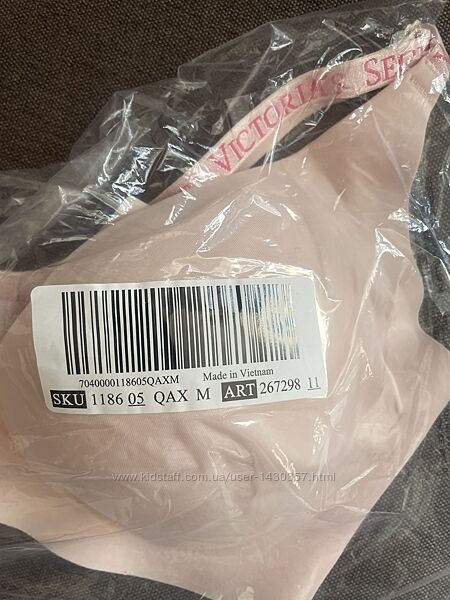 VICTORIA'S SECR
7040000118605QAXM Made in Vietnam
SKU 1186 05 QAX M ART 267298 11
www.kidstaff.com.ua/user-1430357.html